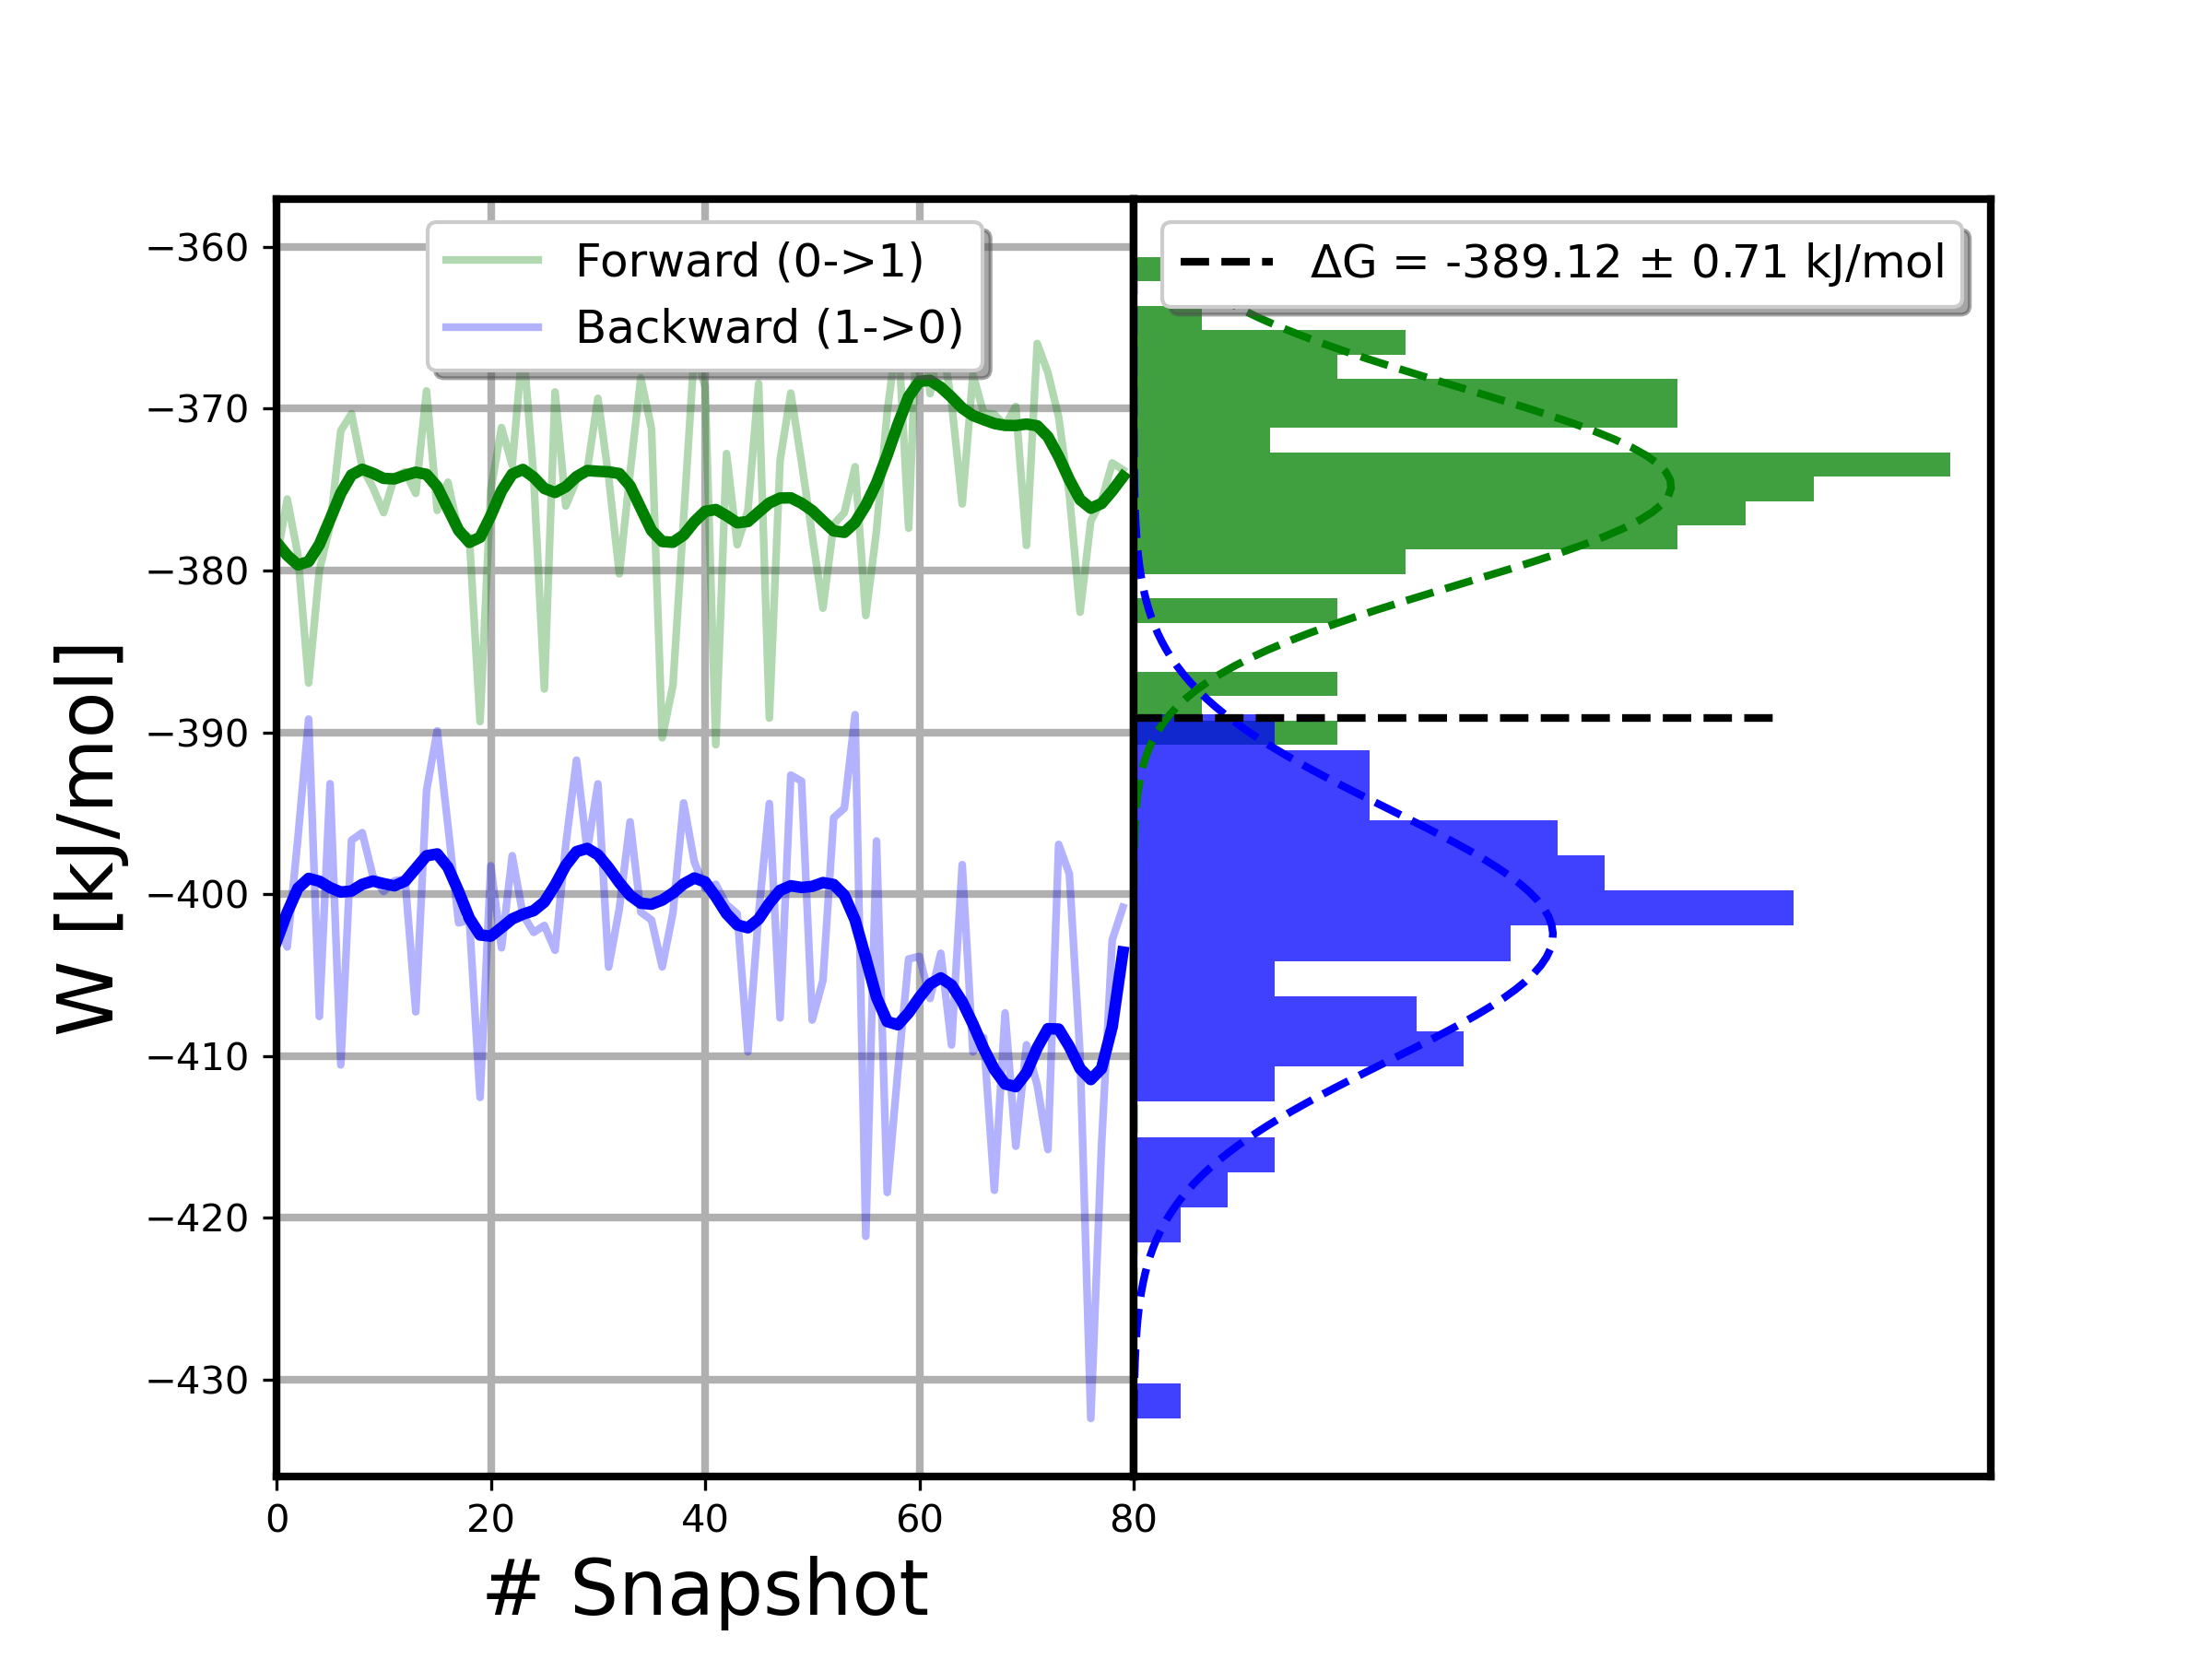 Forward (0->1)
Backward (1->0)
ΔG = -389.12 ± 0.71 kJ/mol
W [kJ/mol]
−360
−370
−380
−390
−400
−410
−420
−430
0 20 40 60 80
# Snapshot